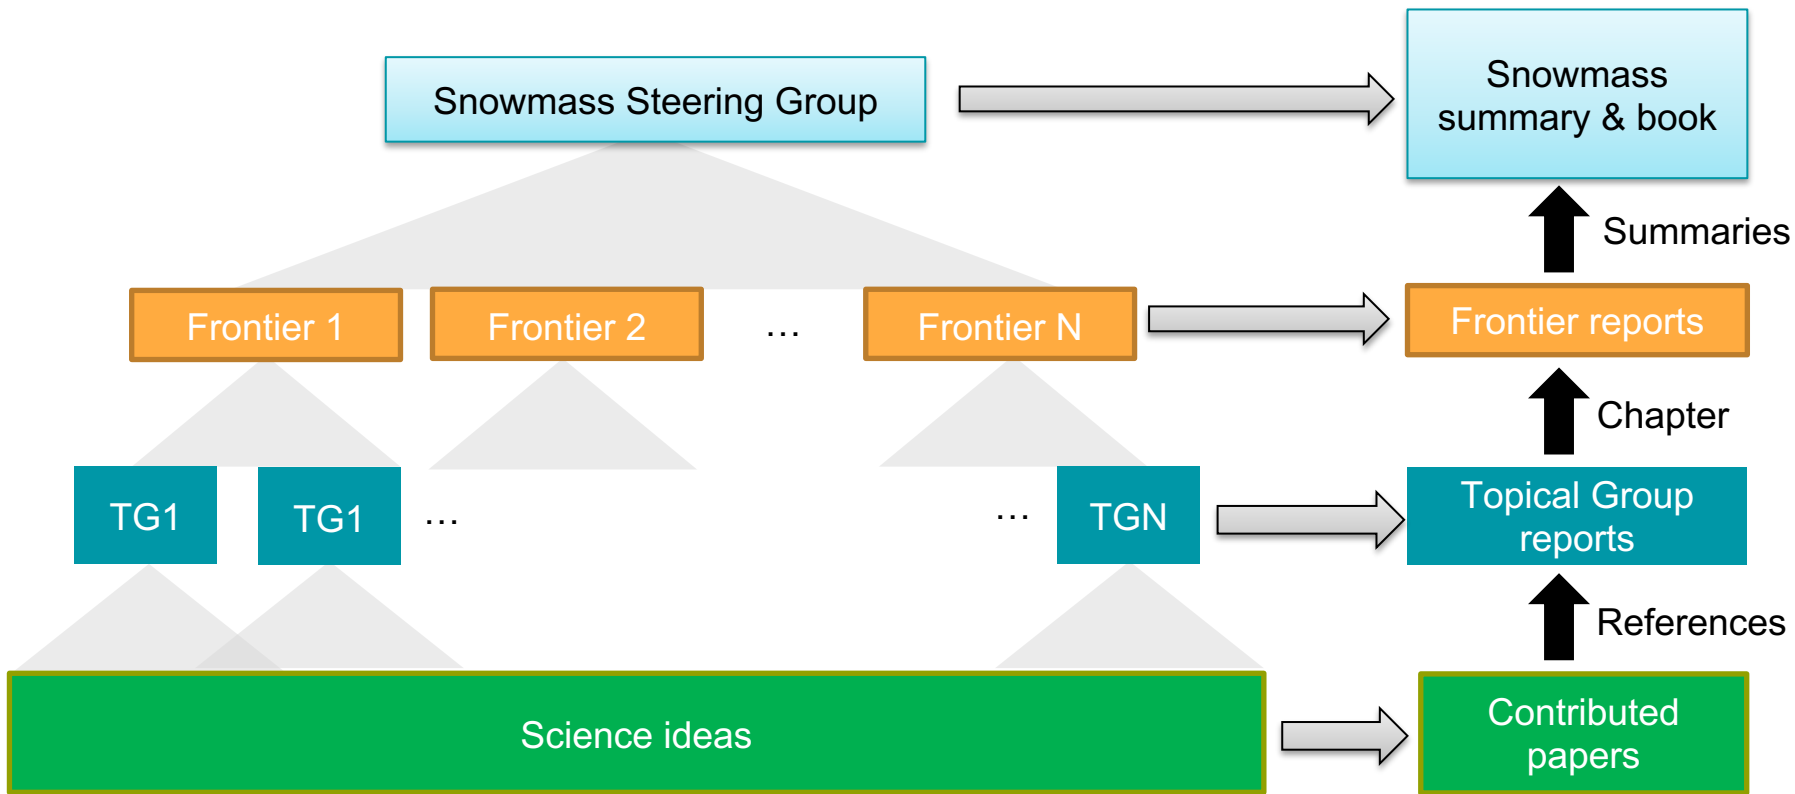 Snowmass Steering Group
Snowmass
summary & book
Summaries
Frontier 1
Frontier 2
...
Frontier N
Frontier reports
Chapter
TG1
TG1
...
...
TGN
Topical Group
reports
References
Science ideas
Contributed
papers